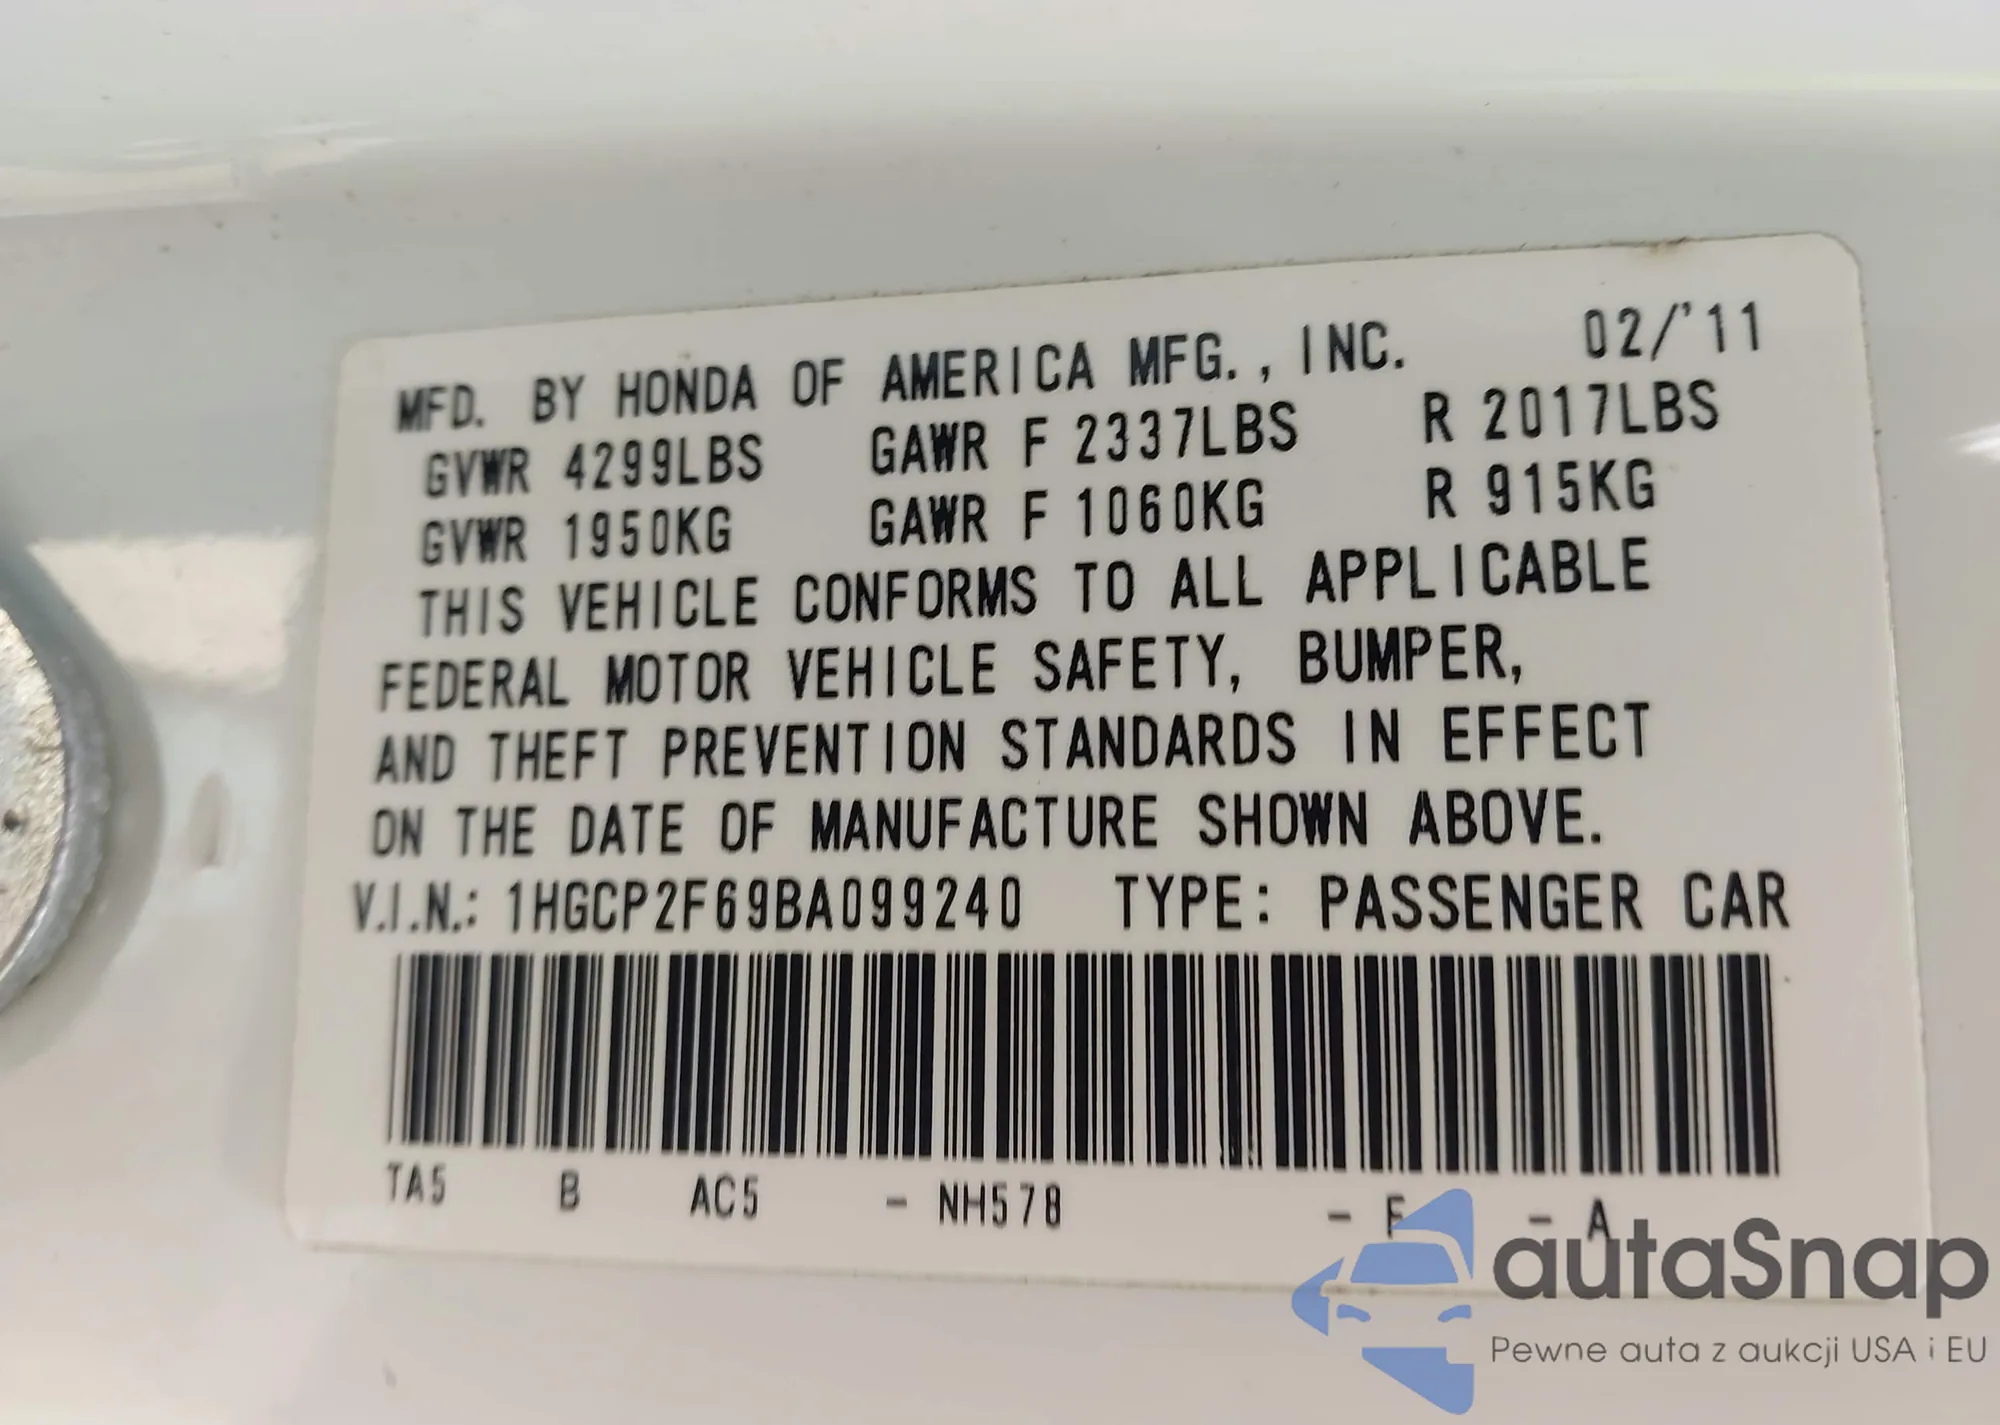 MFD. BY HONDA OF AMERICA MFG., INC. 02/'11
GVWR 4299LBS GAWR F 2337LBS R 2017LBS
GVWR 1950KG GAWR F 1060KG R 915KG
THIS VEHICLE CONFORMS TO ALL APPLICABLE
FEDERAL MOTOR VEHICLE SAFETY, BUMPER,
AND THEFT PREVENTION STANDARDS IN EFFECT
ON THE DATE OF MANUFACTURE SHOWN ABOVE.
V.I.N.: 1HGCP2F69BA099240 TYPE: PASSENGER CAR
TA5 B AC5 - NH578 - F - A
autaSnap
Pewne auta z aukcji USA i EU